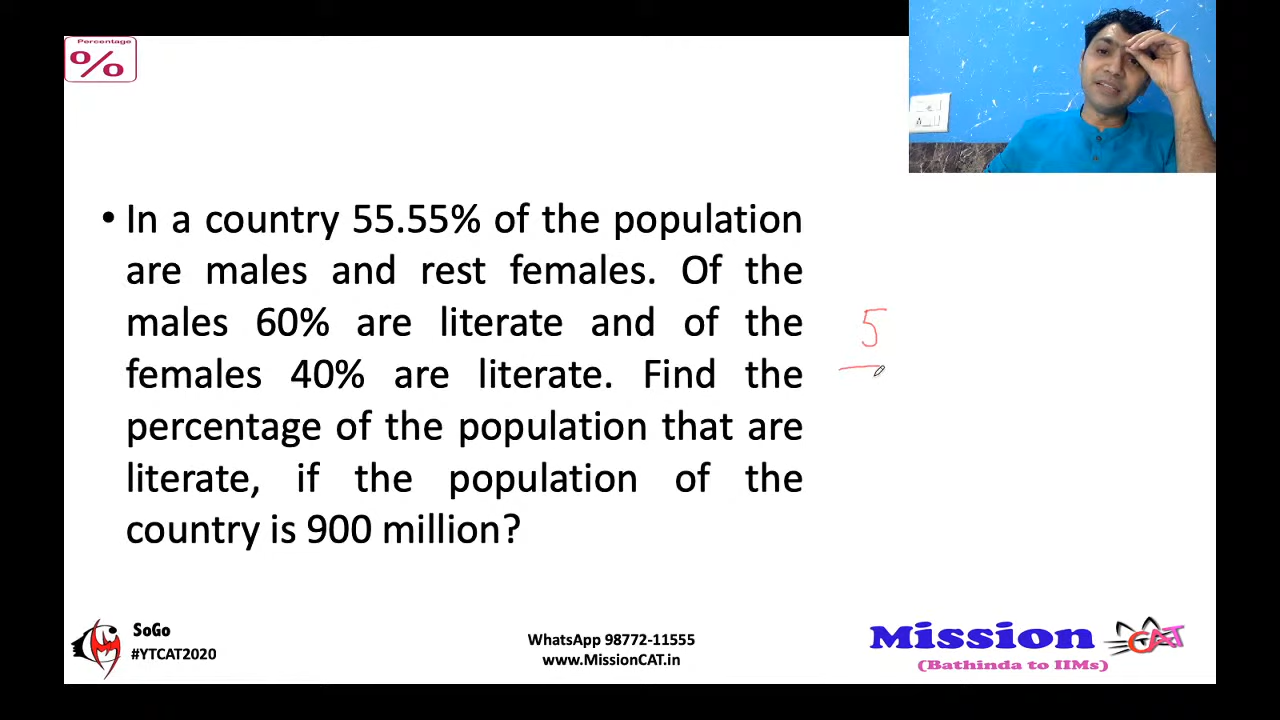 Percentage
%
• In a country 55.55% of the population
are males and rest females. Of the
males 60% are literate and of the
females 40% are literate. Find the
percentage of the population that are
literate, if the population of the
country is 900 million?
5
SoGo
#YTCAT2020
WhatsApp 98772-11555
www.MissionCAT.in
Mission CAT
(Bathinda to IIMs)